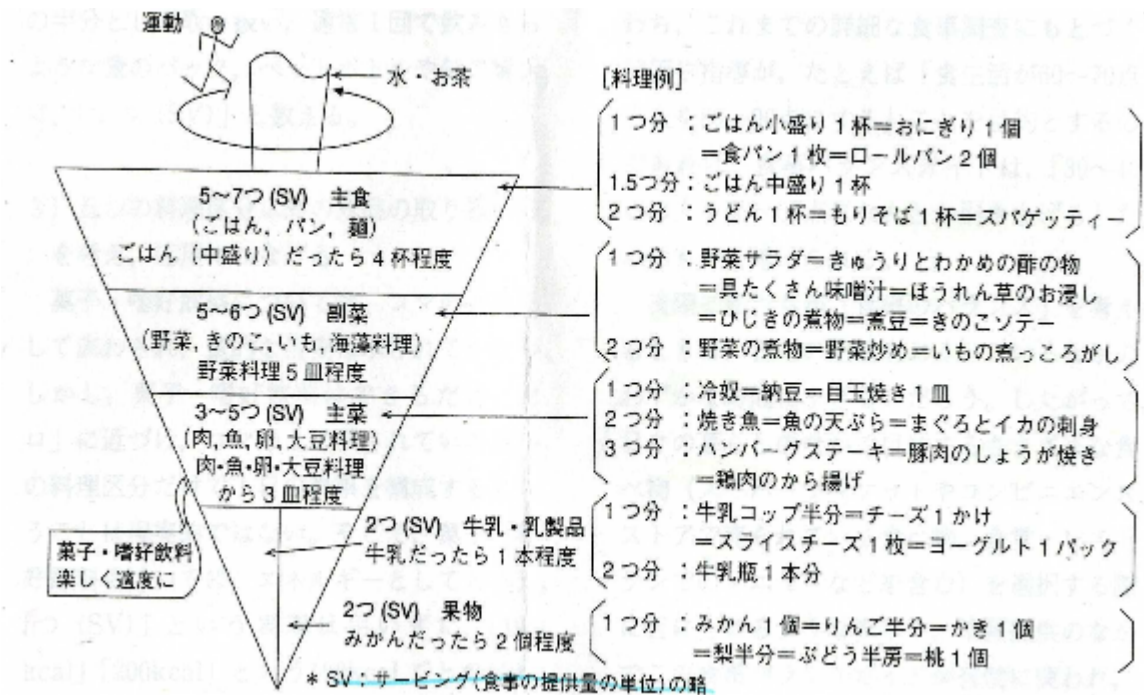 運動
水・お茶
5〜7つ(SV) 主食
(ごはん, パン, 麺)
ごはん (中盛り) だったら4杯程度
5〜6つ(SV) 副菜
(野菜, きのこ, いも, 海藻料理)
野菜料理5皿程度
3〜5つ(SV) 主菜
(肉, 魚, 卵, 大豆料理)
肉・魚・卵・大豆料理
から3皿程度
菓子・嗜好飲料
楽しく適度に
2つ(SV) 牛乳・乳製品
牛乳だったら1本程度
2つ(SV) 果物
みかんだったら2個程度
[料理例]
1つ分 :ごはん小盛り1杯=おにぎり1個
=食パン1枚=ロールパン2個
1.5つ分:ごはん中盛り1杯
2つ分 :うどん1杯=もりそば1杯=スパゲッティー
1つ分 :野菜サラダ=きゅうりとわかめの酢の物
=具たくさん味噌汁=ほうれん草のお浸し
=ひじきの煮物=煮豆=きのこソテー
2つ分 :野菜の煮物=野菜炒め=いもの煮っころがし
1つ分 :冷奴=納豆=目玉焼き1皿
2つ分 :焼き魚=魚の天ぷら=まぐろとイカの刺身
3つ分 :ハンバーグステーキ=豚肉のしょうが焼き
=鶏肉のから揚げ
1つ分 :牛乳コップ半分=チーズ1かけ
=スライスチーズ1枚=ヨーグルト1パック
2つ分 :牛乳瓶1本分
1つ分 :みかん1個=りんご半分=かき1個
=梨半分=ぶどう半房=桃1個
*SV:サービング(食事の提供量の単位)の略